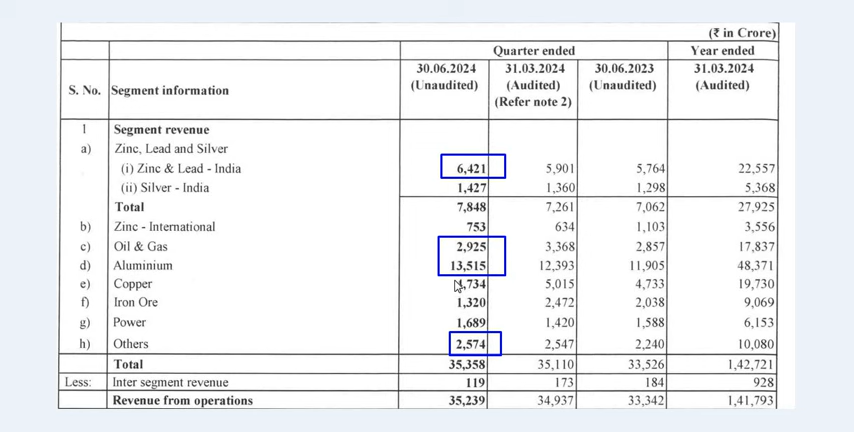 (₹ in Crore)
Quarter ended Year ended
S. No. Segment information 30.06.2024 (Unaudited) 31.03.2024 (Audited) (Refer note 2) 30.06.2023 (Unaudited) 31.03.2024 (Audited)
1 Segment revenue
a) Zinc, Lead and Silver
(i) Zinc & Lead - India 6,421 5,901 5,764 22,557
(ii) Silver - India 1,427 1,360 1,298 5,368
Total 7,848 7,261 7,062 27,925
b) Zinc - International 753 634 1,103 3,556
c) Oil & Gas 2,925 3,368 2,857 17,837
d) Aluminium 13,515 12,393 11,905 48,371
e) Copper ,734 5,015 4,733 19,730
f) Iron Ore 1,320 2,472 2,038 9,069
g) Power 1,689 1,420 1,588 6,153
h) Others 2,574 2,547 2,240 10,080
Total 35,358 35,110 33,526 1,42,721
Less: Inter segment revenue 119 173 184 928
Revenue from operations 35,239 34,937 33,342 1,41,793